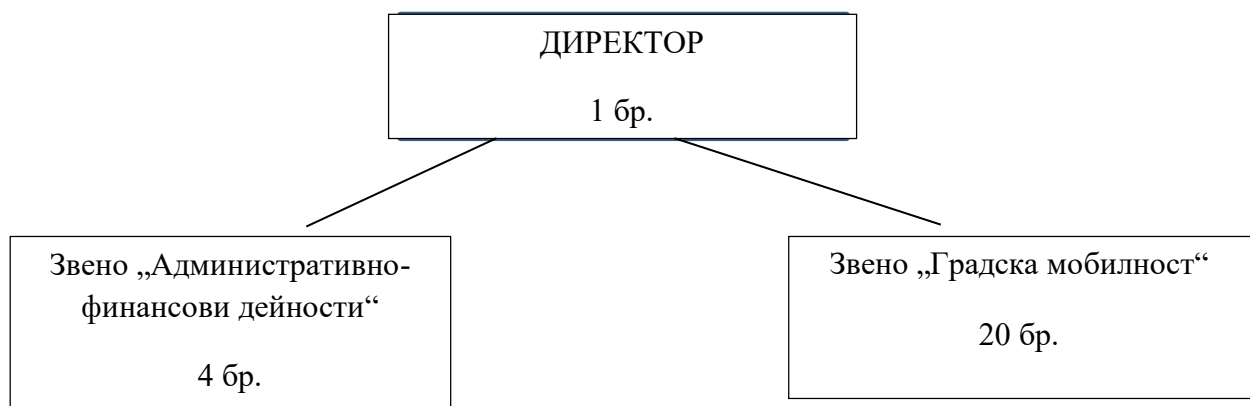 ДИРЕКТОР
1 бр.
Звено „Административно-
финансови дейности“
4 бр.
Звено „Градска мобилност“
20 бр.